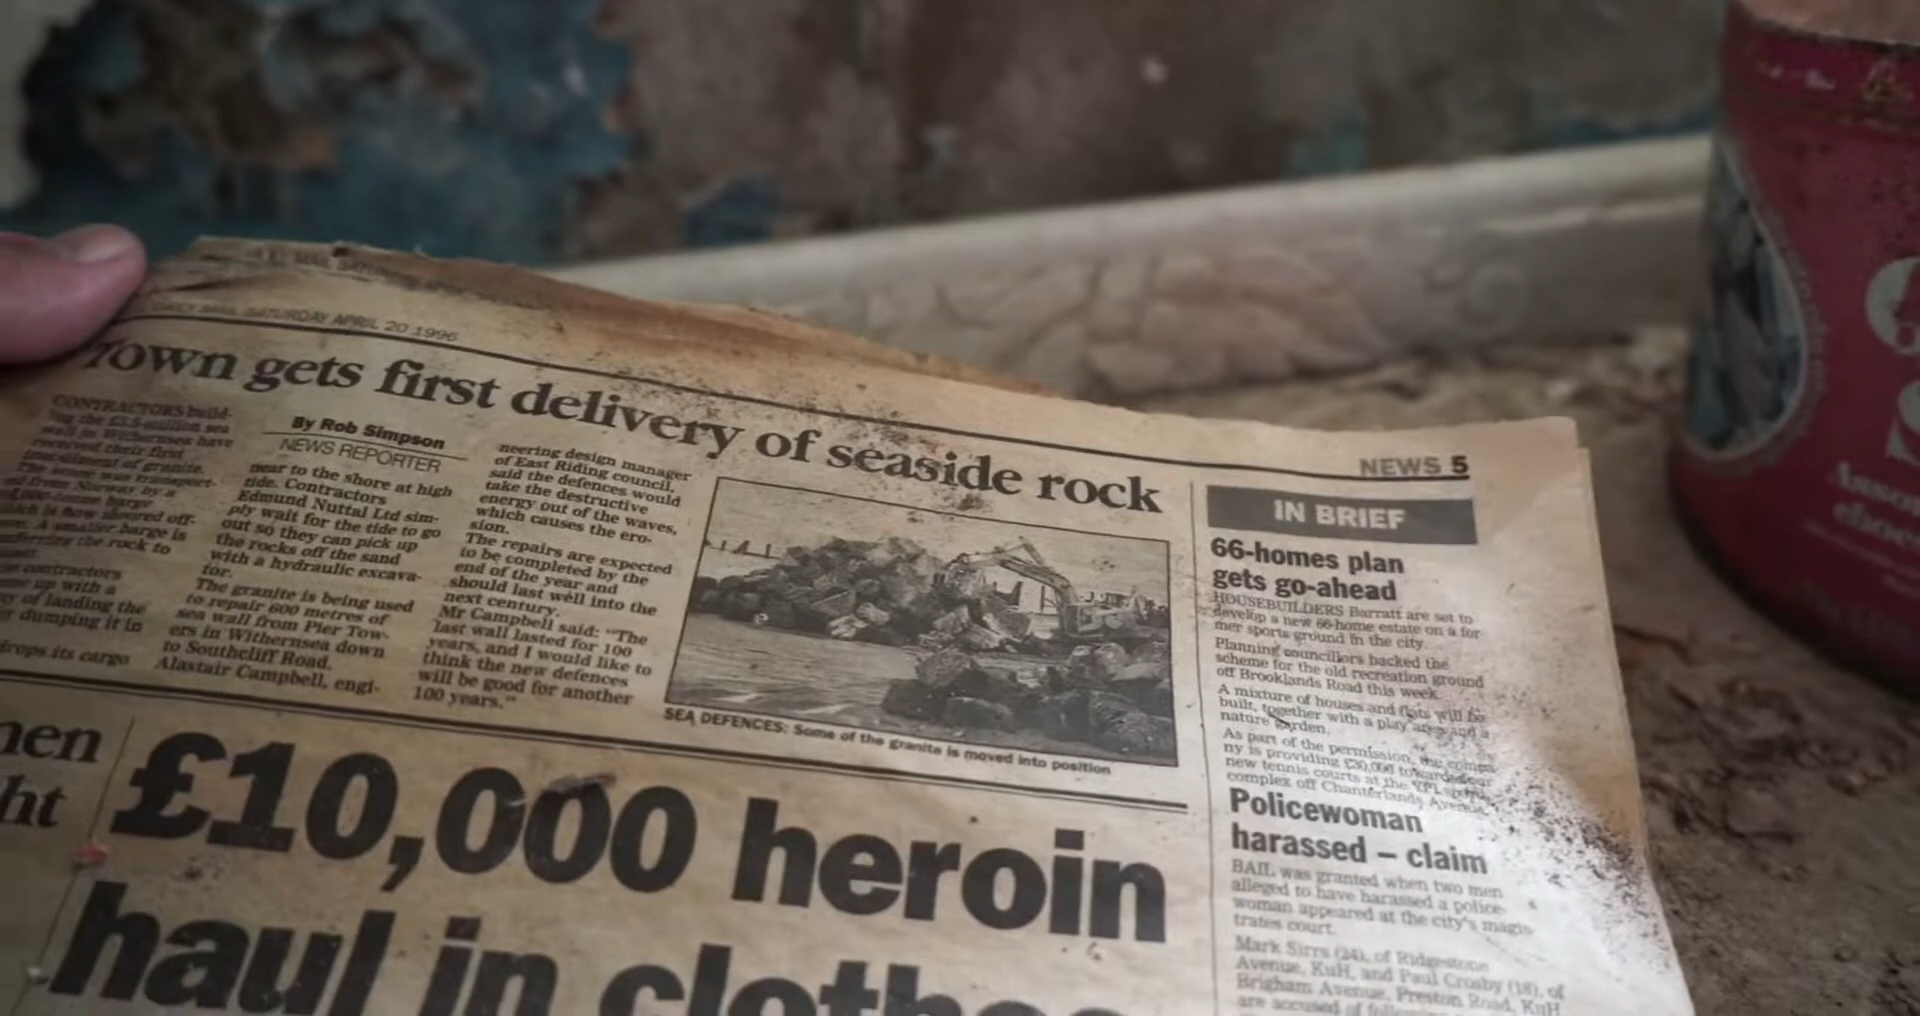 MAIL SATURDAY APRIL 20 1996
Town gets first delivery of seaside rock
NEWS 5
CONTRACTORS build-
ing the £3.5-million sea
wall in Withernsea have
received their first
instalment of granite.
The stone was transport-
ed from Norway by a
barge
is now moored off-
A smaller barge is
the rock to
contractors
up with a
of landing the
dumping it in
drops its cargo
By Rob Simpson
NEWS REPORTER
near to the shore at high
tide. Contractors
Edmund Nuttal Ltd sim-
ply wait for the tide to go
out so they can pick up
the rocks off the sand
with a hydraulic excava-
tor.
The granite is being used
to repair 600 metres of
sea wall from Pier Tow-
ers in Withernsea down
to Southcliff Road.
Alastair Campbell, engi-
neering design manager
of East Riding council,
said the defences would
take the destructive
energy out of the waves,
which causes the ero-
sion.
The repairs are expected
to be completed by the
end of the year and
should last well into the
next century.
Mr Campbell said: "The
last wall lasted for 100
years, and I would like to
think the new defences
will be good for another
100 years."
SEA DEFENCES: Some of the granite is moved into position
IN BRIEF
66-homes plan
gets go-ahead
HOUSEBUILDERS Barratt are set to
develop a new 66-home estate on a for-
mer sports ground in the city.
Planning councillors backed the
scheme for the old recreation ground
off Brooklands Road this week.
A mixture of houses and flats will be
built, together with a play area and a
nature garden.
As part of the permission, the compa-
ny is providing £30,000 towards four
new tennis courts at the KPL sports
complex off Chanterlands Avenue.
Policewoman
harassed – claim
BAIL was granted when two men
alleged to have harassed a police-
woman appeared at the city's magis-
trates court.
Mark Sirrs (24), of Ridgestone
Avenue, Hull, and Paul Crosby (18), of
Brigham Avenue, Preston Road, Hull,
are accused of
men
ht
£10,000 heroin
haul in clothes